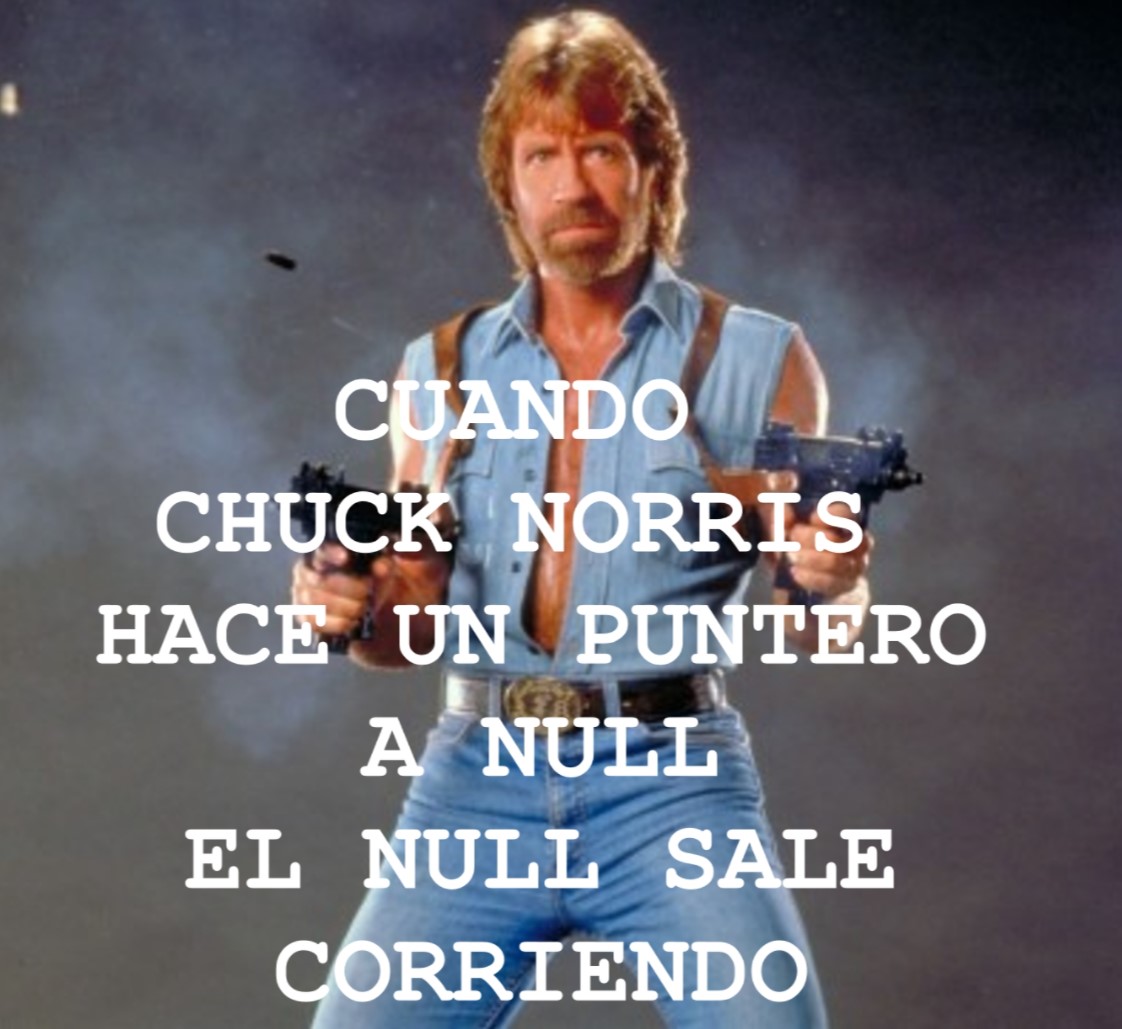 CUANDO
CHUCK NORRIS
HACE UN PUNTERO
A NULL
EL NULL SALE
CORRIENDO